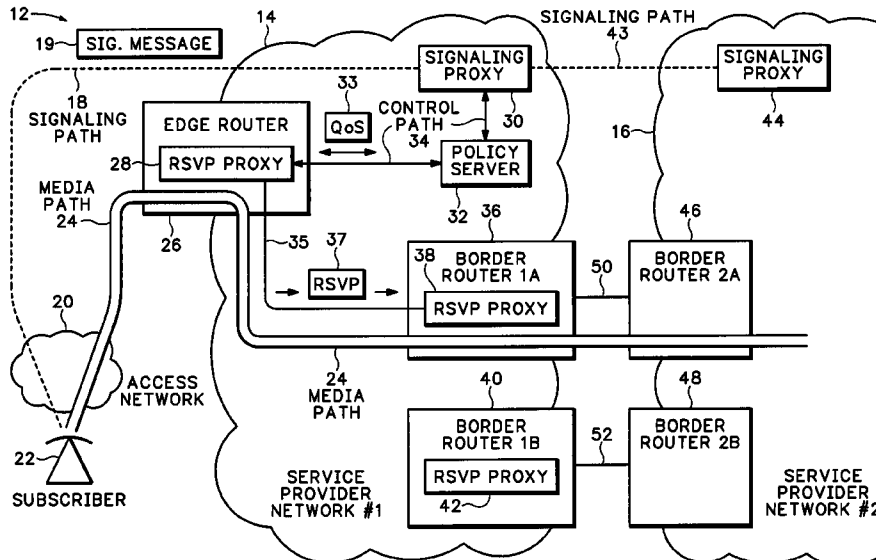 12
19
SIG. MESSAGE
14
SIGNALING PATH
43
18
SIGNALING
PATH
SIGNALING
PROXY
30
SIGNALING
PROXY
44
16
33
QoS
CONTROL
PATH
34
EDGE ROUTER
28
RSVP PROXY
26
POLICY
SERVER
32
MEDIA
PATH
24
35
37
RSVP
36
BORDER
ROUTER 1A
38
RSVP PROXY
50
46
BORDER
ROUTER 2A
20
ACCESS
NETWORK
24
MEDIA
PATH
22
SUBSCRIBER
40
BORDER
ROUTER 1B
RSVP PROXY
42
52
48
BORDER
ROUTER 2B
SERVICE
PROVIDER
NETWORK #1
SERVICE
PROVIDER
NETWORK #2